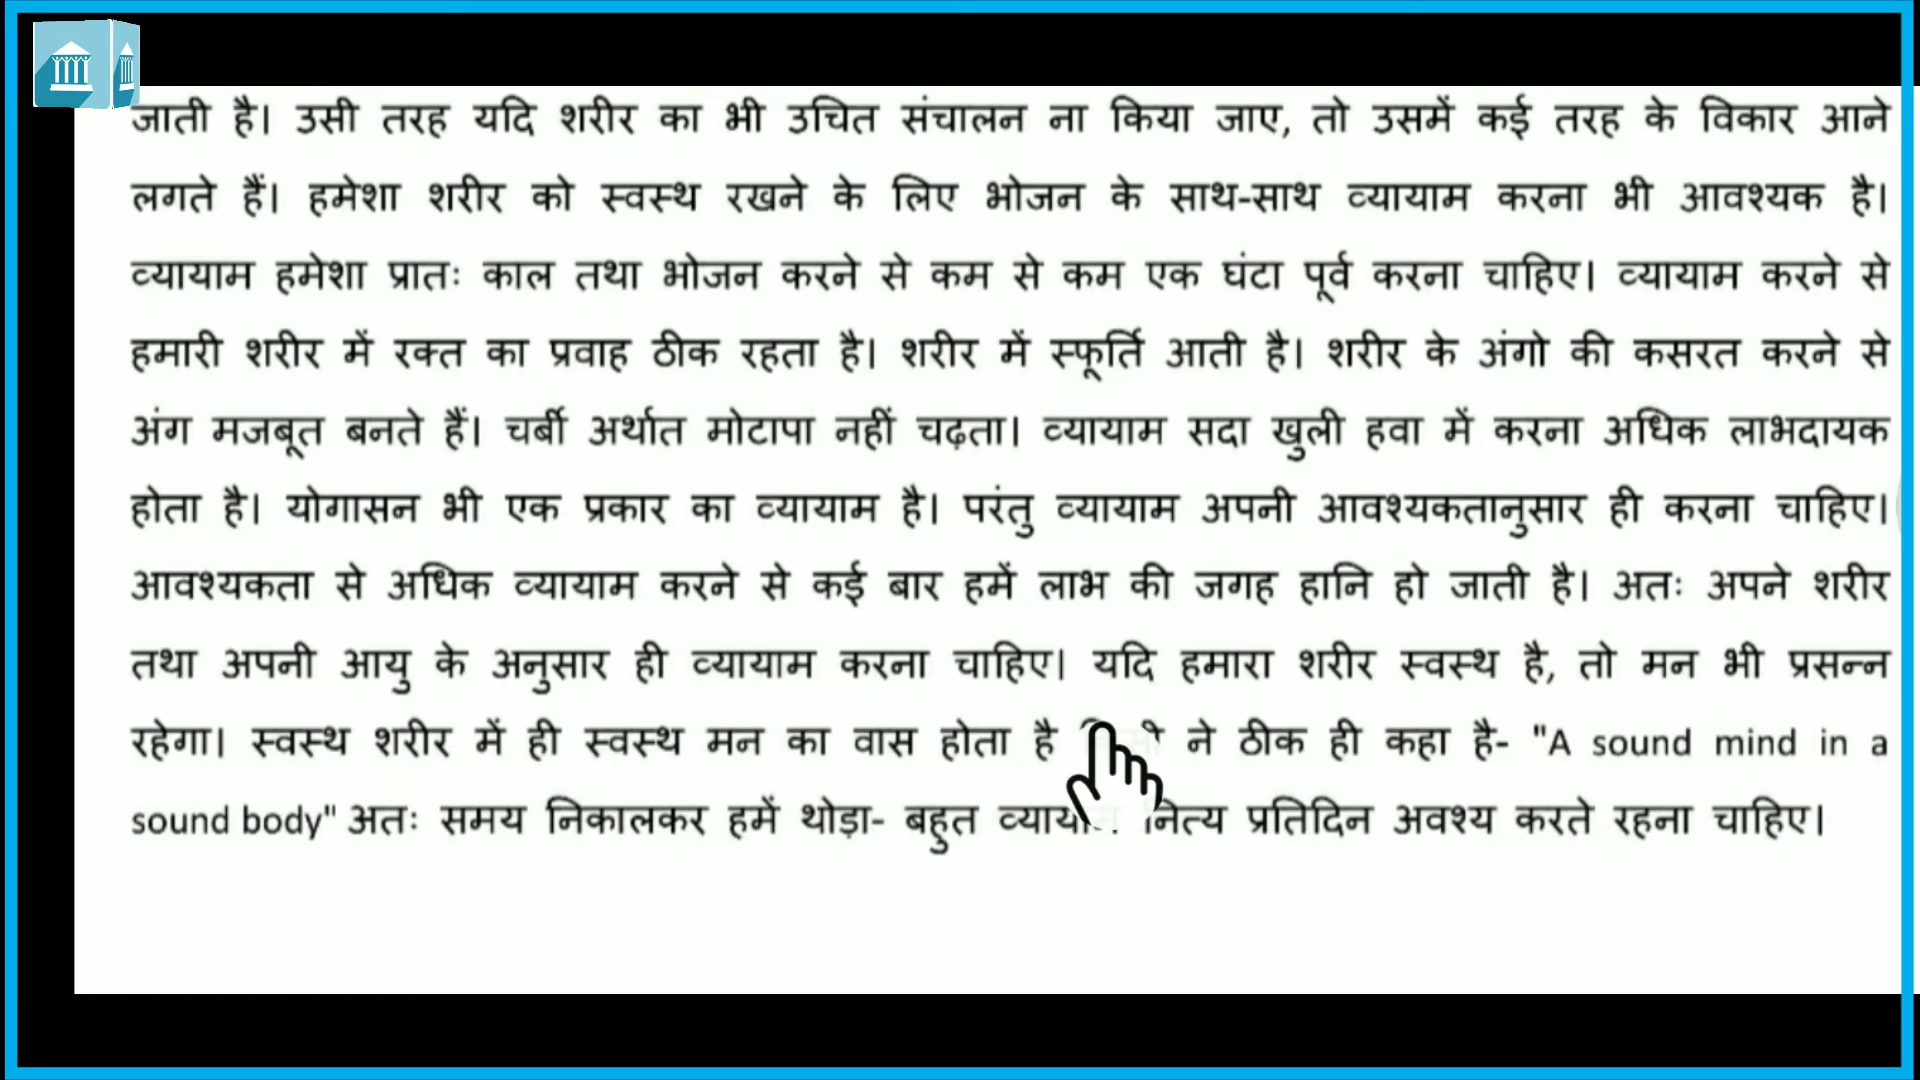 जाती है। उसी तरह यदि शरीर का भी उचित संचालन ना किया जाए, तो उसमें कई तरह के विकार आने
लगते हैं। हमेशा शरीर को स्वस्थ रखने के लिए भोजन के साथ-साथ व्यायाम करना भी आवश्यक है।
व्यायाम हमेशा प्रातः काल तथा भोजन करने से कम से कम एक घंटा पूर्व करना चाहिए। व्यायाम करने से
हमारी शरीर में रक्त का प्रवाह ठीक रहता है। शरीर में स्फूर्ति आती है। शरीर के अंगो की कसरत करने से
अंग मजबूत बनते हैं। चर्बी अर्थात मोटापा नहीं चढ़ता। व्यायाम सदा खुली हवा में करना अधिक लाभदायक
होता है। योगासन भी एक प्रकार का व्यायाम है। परंतु व्यायाम अपनी आवश्यकतानुसार ही करना चाहिए।
आवश्यकता से अधिक व्यायाम करने से कई बार हमें लाभ की जगह हानि हो जाती है। अतः अपने शरीर
तथा अपनी आयु के अनुसार ही व्यायाम करना चाहिए। यदि हमारा शरीर स्वस्थ है, तो मन भी प्रसन्न
रहेगा। स्वस्थ शरीर में ही स्वस्थ मन का वास होता है ने ठीक ही कहा है- "A sound mind in a
sound body" अतः समय निकालकर हमें थोड़ा- बहुत व्यायाम नित्य प्रतिदिन अवश्य करते रहना चाहिए।